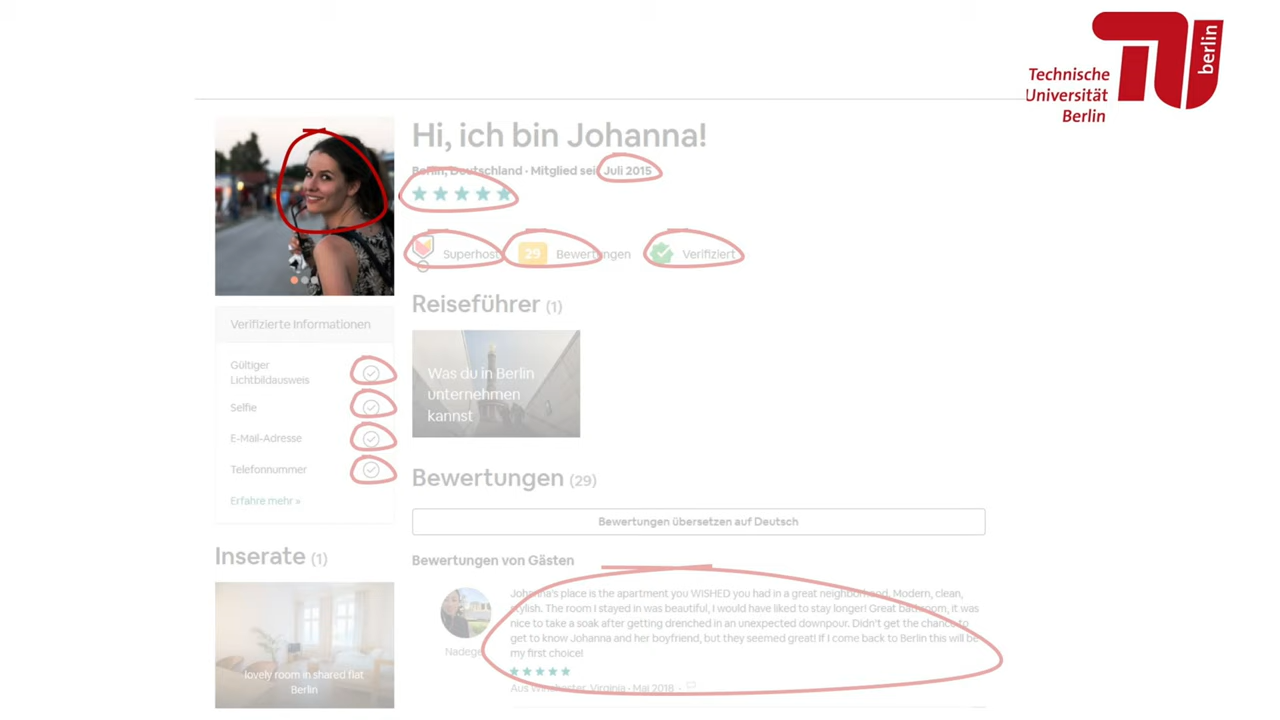 Technische
Universität
Berlin
berlin
Hi, ich bin Johanna!
Berlin, Deutschland · Mitglied seit Juli 2015
Superhost
29 Bewertungen
Verifiziert
Reiseführer (1)
Was du in Berlin
unternehmen
kannst
Verifizierte Informationen
Gültiger
Lichtbildausweis
Selfie
E-Mail-Adresse
Telefonnummer
Erfahre mehr »
Inserate (1)
lovely room in shared flat
Berlin
Bewertungen (29)
Bewertungen übersetzen auf Deutsch
Bewertungen von Gästen
Nadege
Johanna's place is the apartment you WISHED you had in a great neighborhood. Modern, clean,
stylish. The room I stayed in was beautiful, I would have liked to stay longer! Great bathroom, it was
nice to take a soak after getting drenched in an unexpected downpour. Didn't get the chance to
get to know Johanna and her boyfriend, but they seemed great! If I come back to Berlin this will be
my first choice!
Aus Winchester, Virginia · Mai 2018 ·